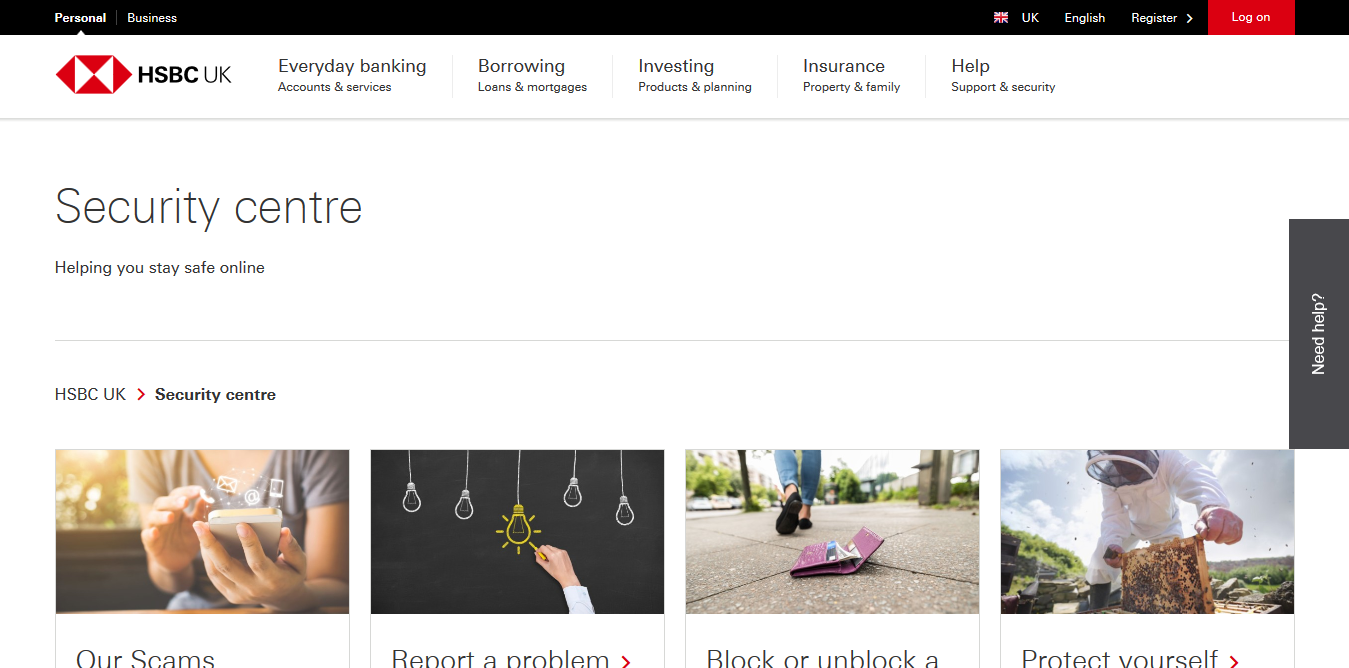 Personal Business UK English Register Log on
HSBC UK
Everyday banking Borrowing Investing Insurance Help
Accounts & services Loans & mortgages Products & planning Property & family Support & security
Security centre
Helping you stay safe online
Need help?
HSBC UK Security centre
Our Scams Report a problem Block or unblock a Protect yourself